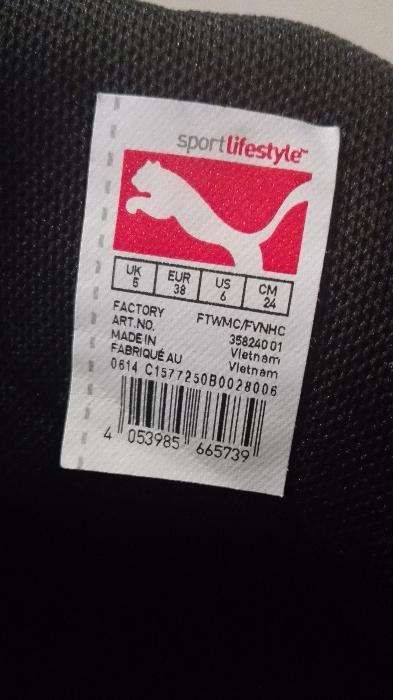 sportlifestyle™
UK EUR US CM
5 38 6 24
FACTORY FTWMC/FVNHC
ART.NO. 358240 01
MADE IN Vietnam
FABRIQUÉ AU Vietnam
0614 C1577250B0028006
4 053985 665739